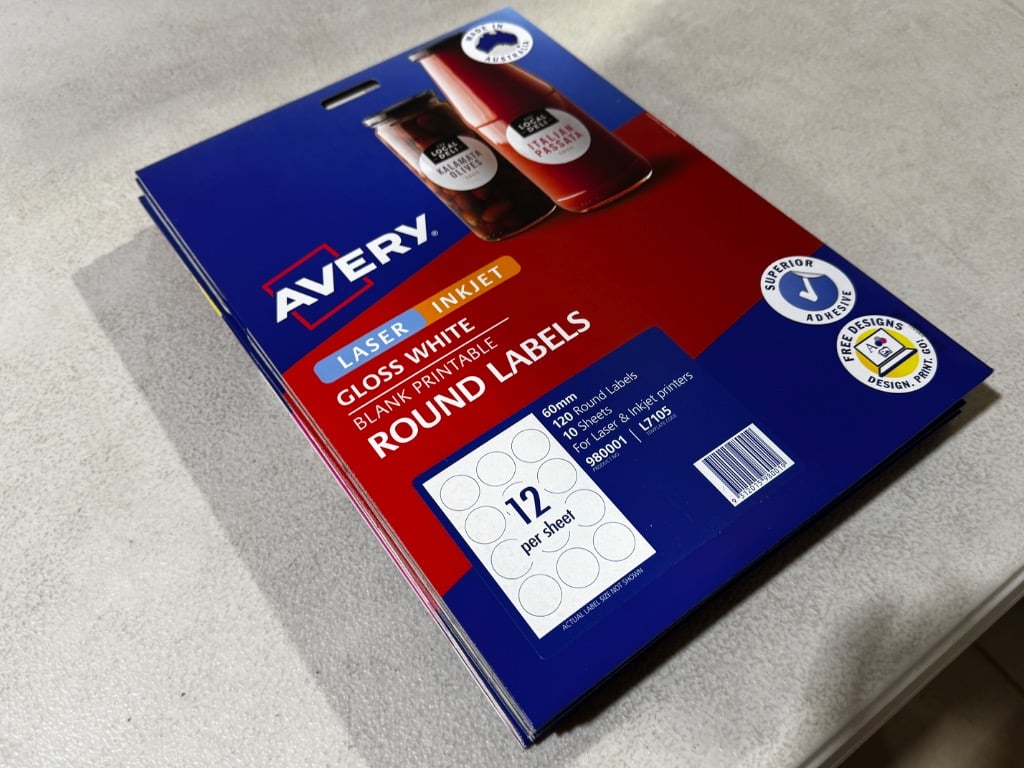 MADE IN
AUSTRALIA
LOCAL
DELI
KALAMATA
OLIVES
LOCAL
DELI
ITALIAN
PASSATA
AVERY®
LASER INKJET
GLOSS WHITE
BLANK PRINTABLE
ROUND LABELS
SUPERIOR
ADHESIVE
FREE DESIGNS
DESIGN. PRINT. GO!
60mm
120 Round Labels
10 Sheets
For Laser & Inkjet printers
980001 | L7105
12
per sheet
ACTUAL LABEL SIZE NOT SHOWN